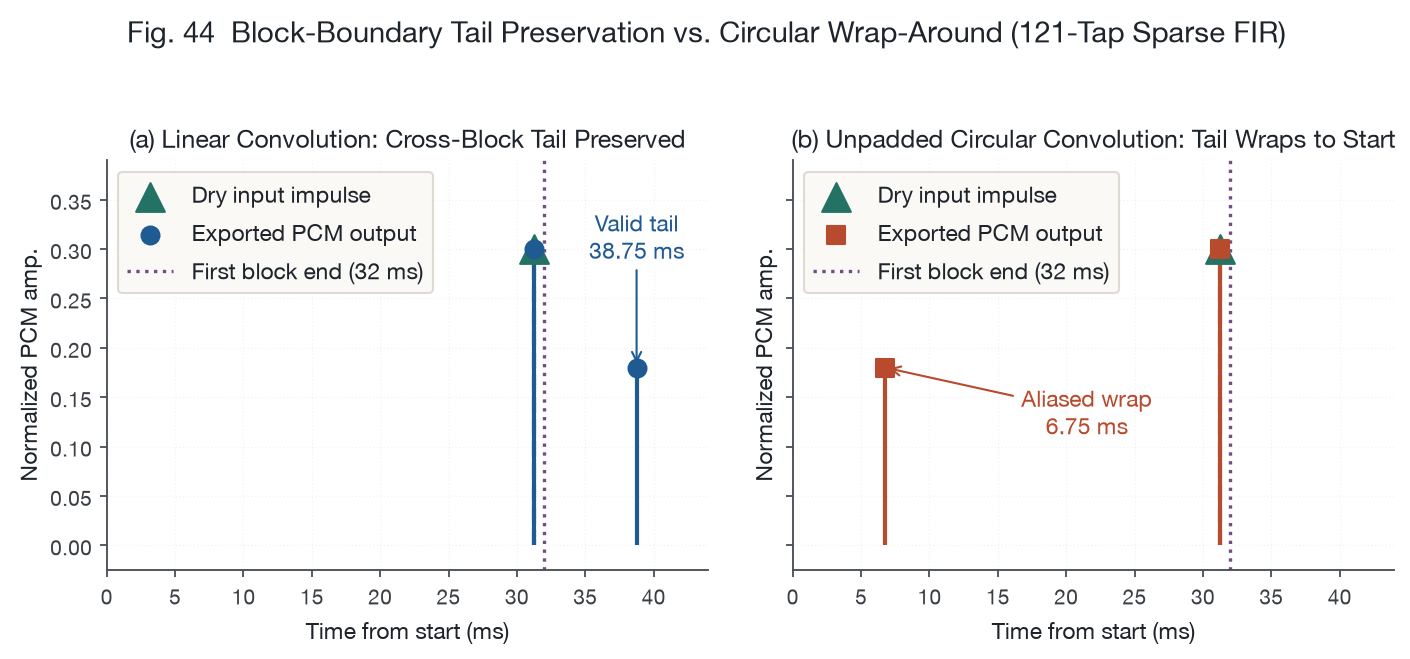 Fig. 44  Block-Boundary Tail Preservation vs. Circular Wrap-Around (121-Tap Sparse FIR)
(a) Linear Convolution: Cross-Block Tail Preserved
Normalized PCM amp.
0.35
0.30
0.25
0.20
0.15
0.10
0.05
0.00
Dry input impulse
Exported PCM output
First block end (32 ms)
Valid tail
38.75 ms
0
5
10
15
20
25
30
35
40
Time from start (ms)
(b) Unpadded Circular Convolution: Tail Wraps to Start
Normalized PCM amp.
Dry input impulse
Exported PCM output
First block end (32 ms)
Aliased wrap
6.75 ms
0
5
10
15
20
25
30
35
40
Time from start (ms)